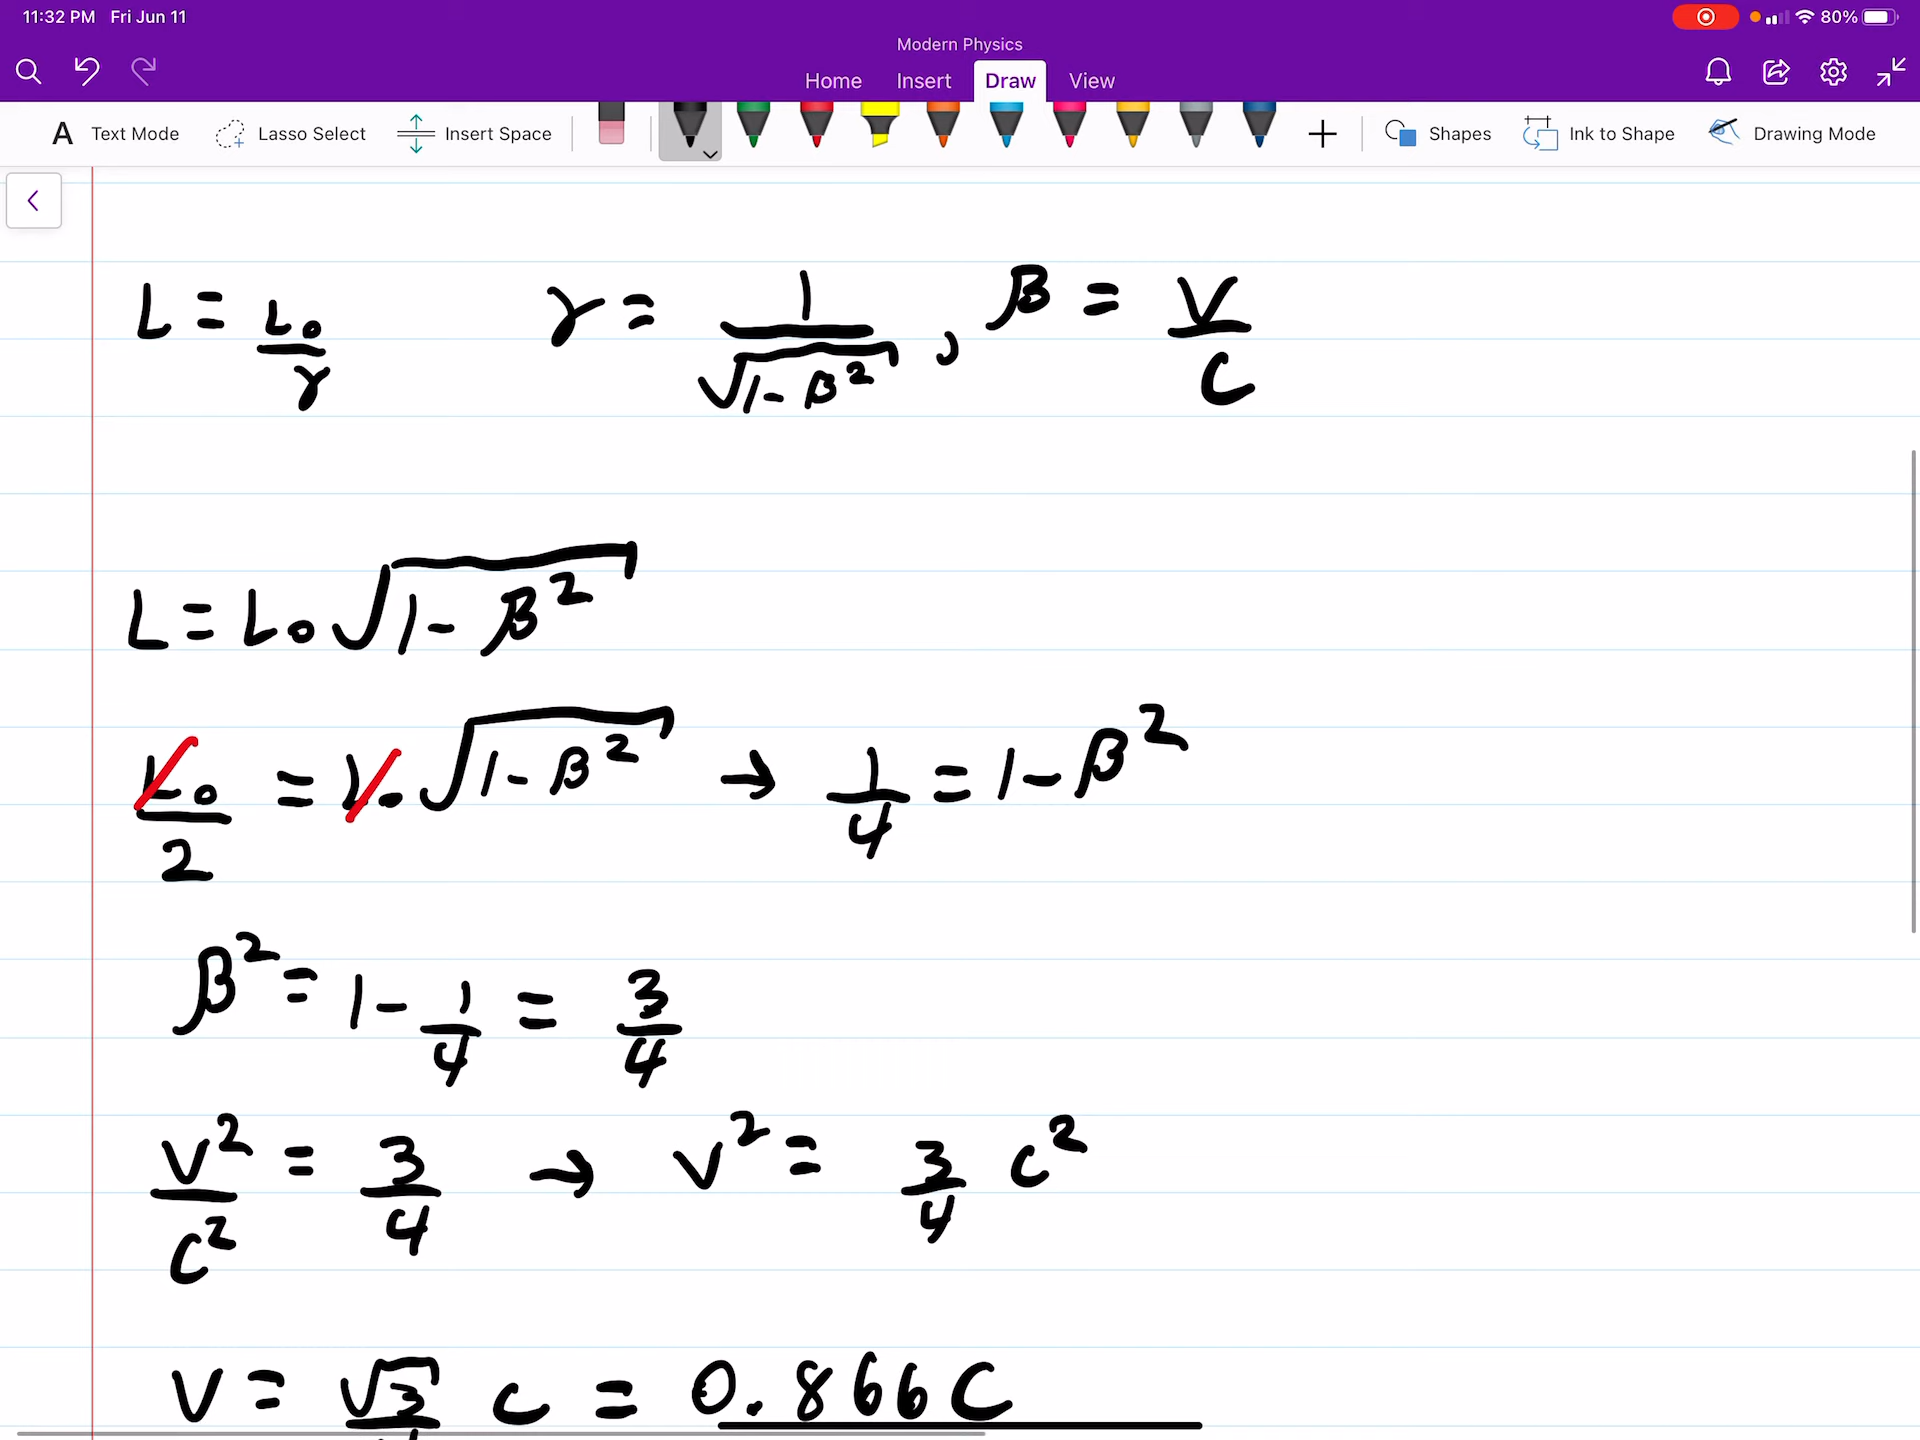 11:32 PM Fri Jun 11
80%
Modern Physics
Home Insert Draw View
A Text Mode Lasso Select Insert Space Shapes Ink to Shape Drawing Mode
L = L₀/γ γ = 1/√(1-β²) , β = v/c
L = L₀√(1-β²)
L₀/2 = L₀√(1-β²) → 1/4 = 1-β²
β² = 1 - 1/4 = 3/4
v²/c² = 3/4 → v² = 3/4 c²
v = √3 c = 0.866 C